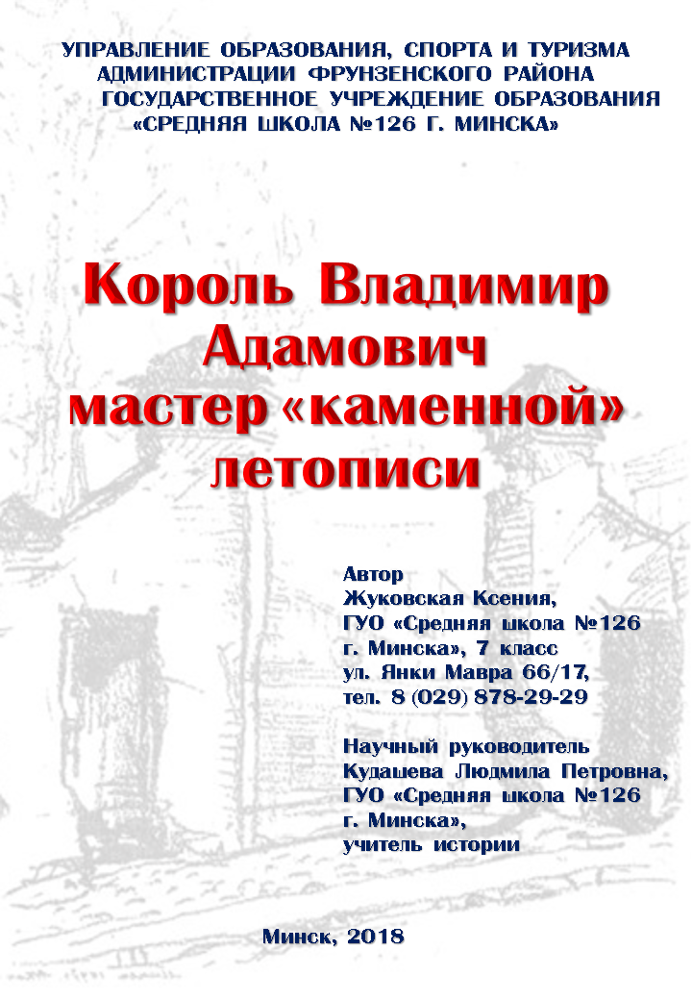 УПРАВЛЕНИЕ ОБРАЗОВАНИЯ, СПОРТА И ТУРИЗМА
АДМИНИСТРАЦИИ ФРУНЗЕНСКОГО РАЙОНА
ГОСУДАРСТВЕННОЕ УЧРЕЖДЕНИЕ ОБРАЗОВАНИЯ
«СРЕДНЯЯ ШКОЛА №126 Г. МИНСКА»
Король Владимир
Адамович
мастер «каменной»
летописи
Автор
Жуковская Ксения,
ГУО «Средняя школа №126
г. Минска», 7 класс
ул. Янки Мавра 66/17,
тел. 8 (029) 878-29-29
Научный руководитель
Кудашева Людмила Петровна,
ГУО «Средняя школа №126
г. Минска»,
учитель истории
Минск, 2018